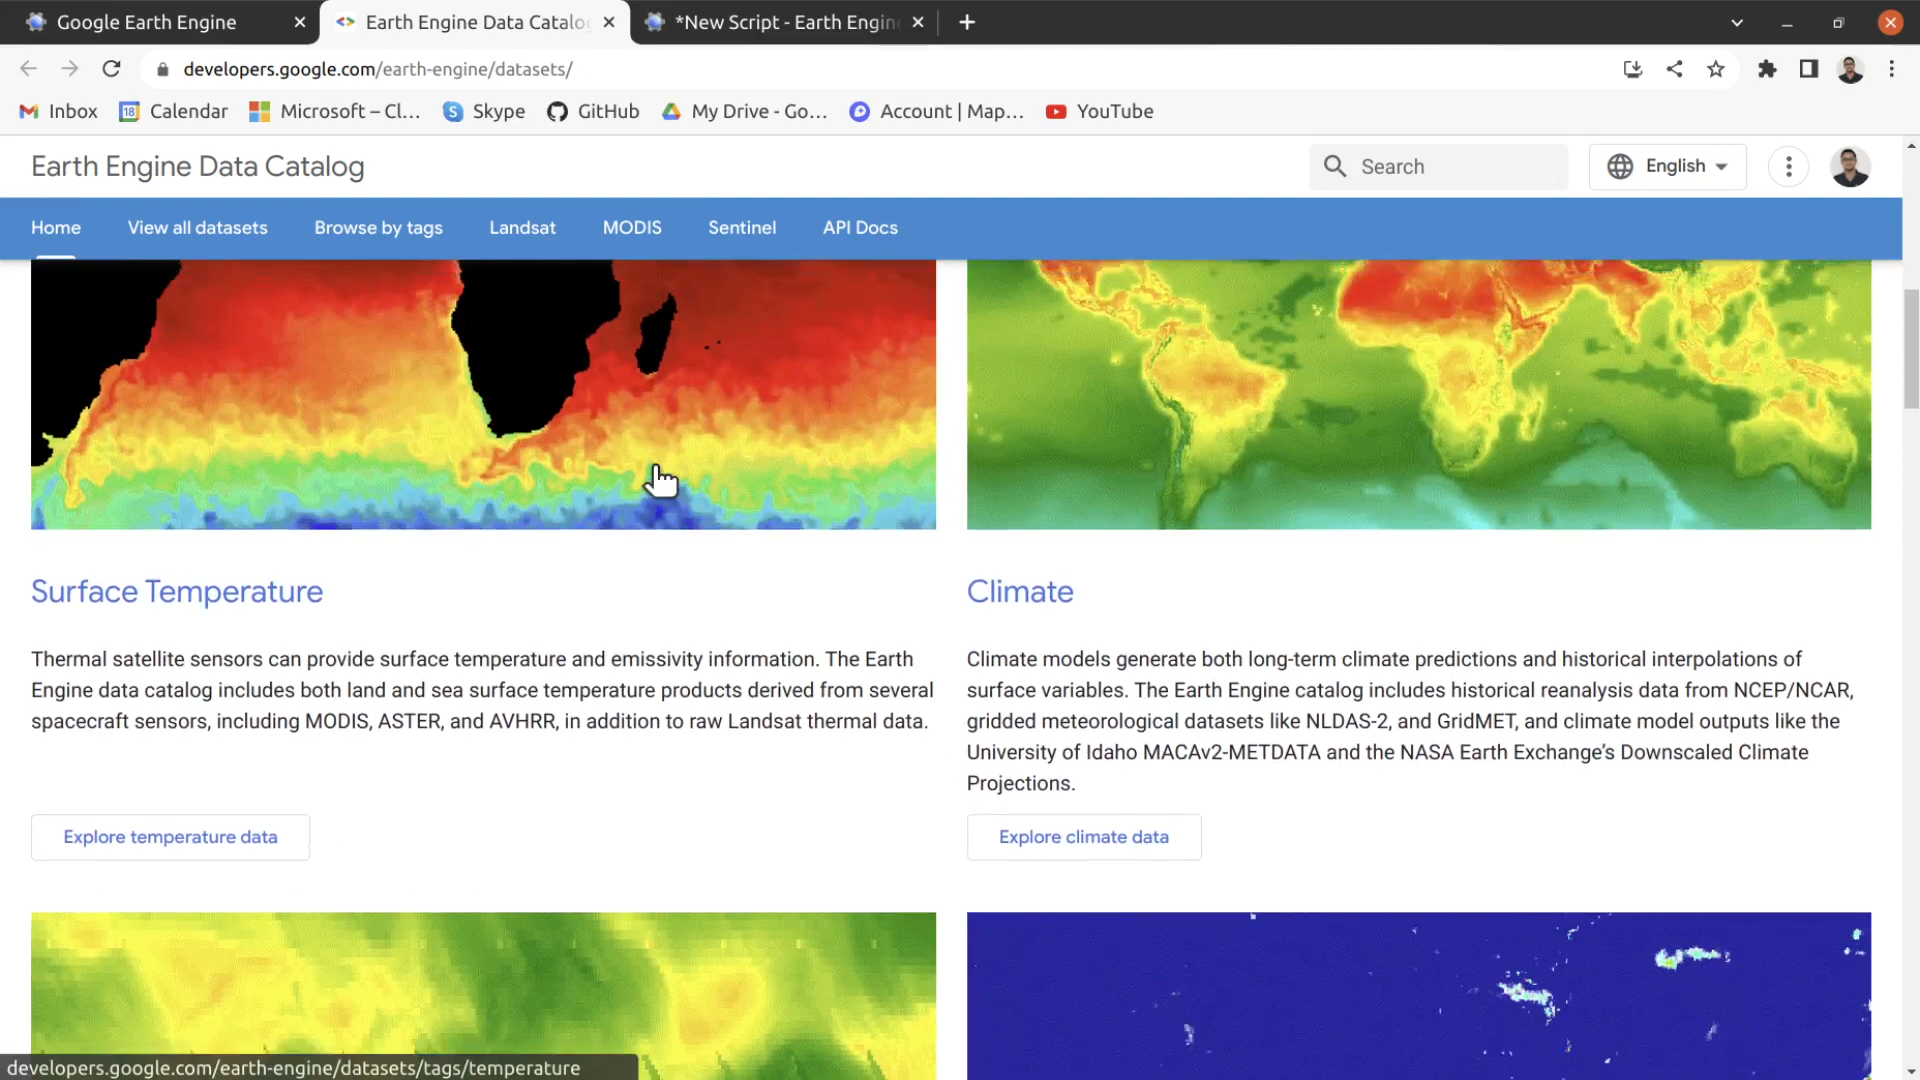 Google Earth Engine
Earth Engine Data Catalo
*New Script - Earth Engin
developers.google.com/earth-engine/datasets/
Inbox
18
Calendar
Microsoft – Cl...
Skype
GitHub
My Drive - Go...
Account | Map...
YouTube
Earth Engine Data Catalog
Search
English
Home
View all datasets
Browse by tags
Landsat
MODIS
Sentinel
API Docs
Surface Temperature
Thermal satellite sensors can provide surface temperature and emissivity information. The Earth
Engine data catalog includes both land and sea surface temperature products derived from several
spacecraft sensors, including MODIS, ASTER, and AVHRR, in addition to raw Landsat thermal data.
Explore temperature data
Climate
Climate models generate both long-term climate predictions and historical interpolations of
surface variables. The Earth Engine catalog includes historical reanalysis data from NCEP/NCAR,
gridded meteorological datasets like NLDAS-2, and GridMET, and climate model outputs like the
University of Idaho MACAv2-METDATA and the NASA Earth Exchange’s Downscaled Climate
Projections.
Explore climate data
developers.google.com/earth-engine/datasets/tags/temperature